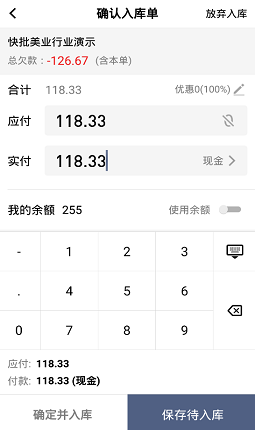 确认入库单 放弃入库
快批美业行业演示
总欠款：-126.67 (含本单)
合计 118.33 优惠0(100%)
应付 118.33
实付 118.33 现金
我的余额 255 使用余额
- 1 2 3
. 4 5 6
0 7 8 9
应付: 118.33
付款: 118.33 (现金)
确定并入库 保存待入库